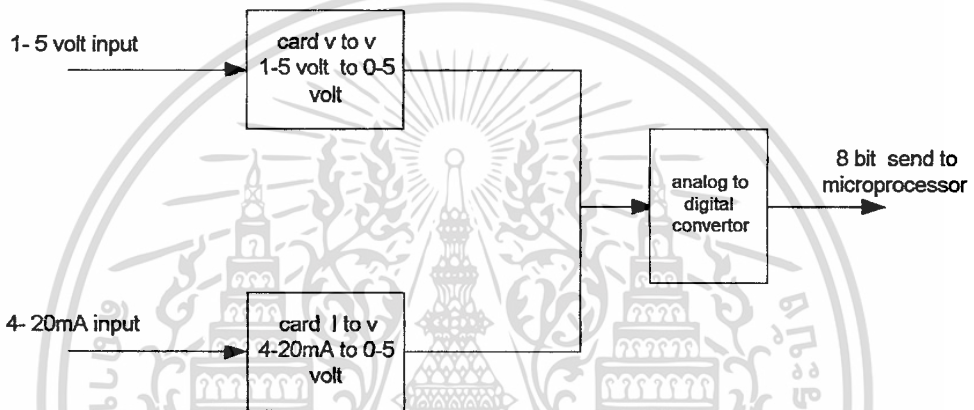 1- 5 volt input
card v to v
1-5 volt to 0-5
volt
analog to
digital
convertor
8 bit send to
microprocessor
4- 20mA input
card I to v
4-20mA to 0-5
volt